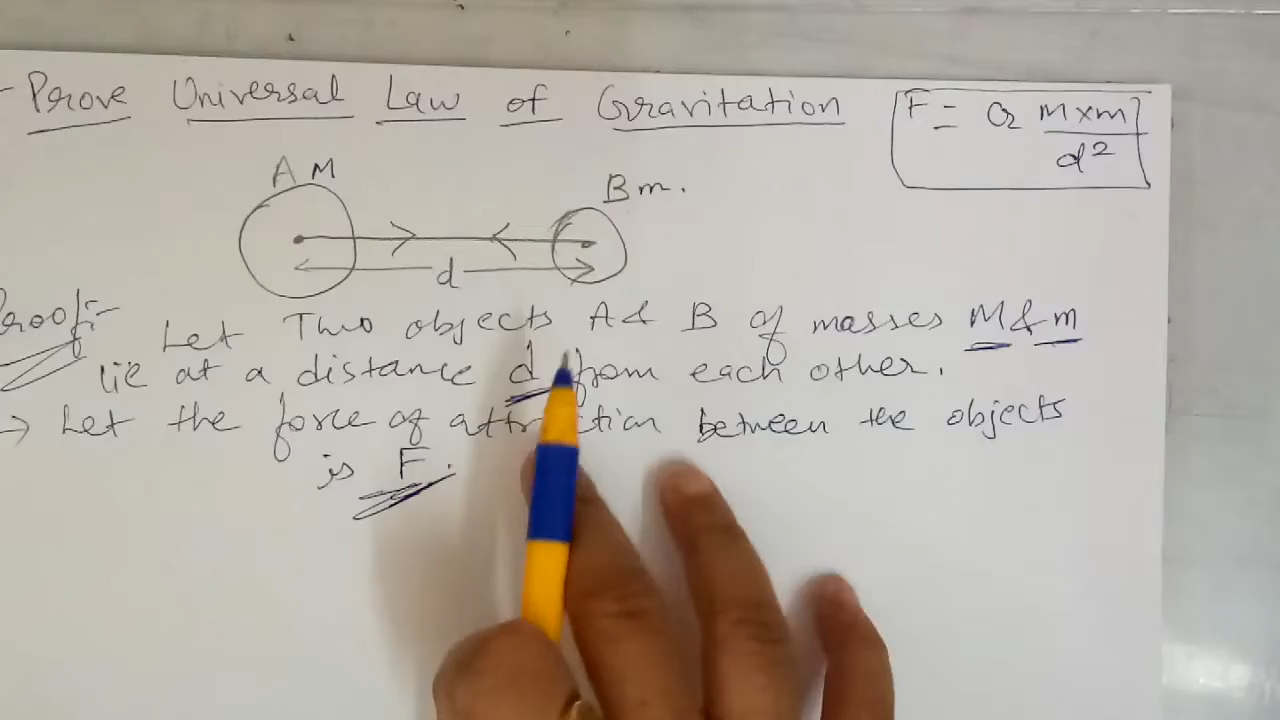 Prove Universal Law of Gravitation
F = G M×m
d²
A M
B m.
d
Proof:-
Let Two objects A & B of masses M & m
lie at a distance d from each other.
→ Let the force of attraction between the objects
is F.